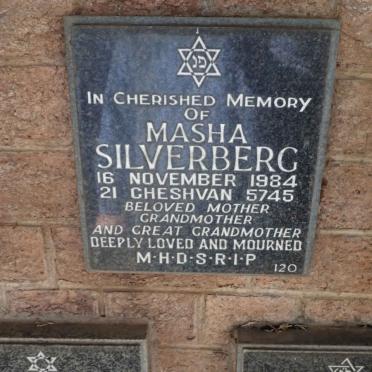 פנ
In Cherished Memory
Of
Masha
Silverberg
16 November 1984
21 Cheshvan 5745
Beloved Mother
Grandmother
And Great Grandmother
Deeply Loved And Mourned
M·H·D·S·R·I·P
120